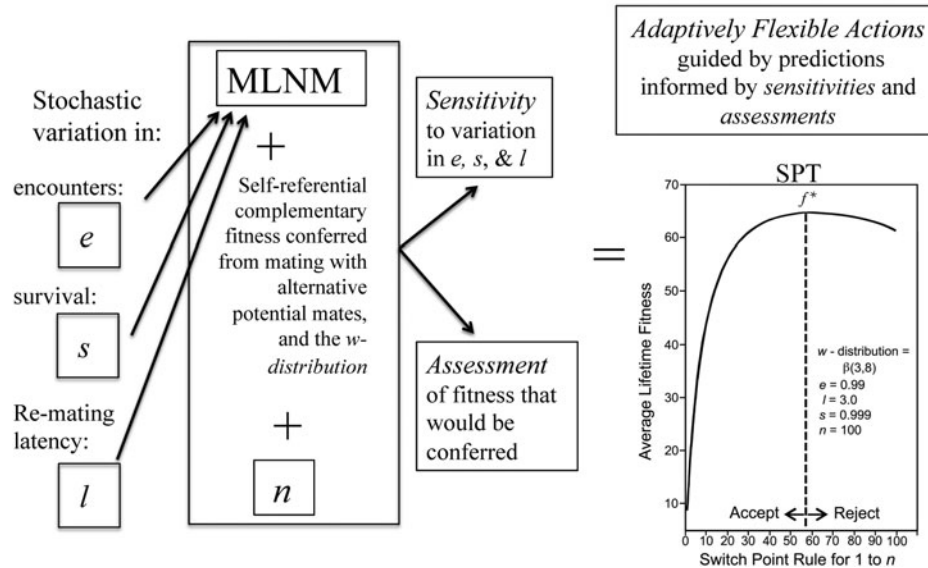 Stochastic
variation in:
encounters:
e
survival:
s
Re-mating
latency:
l
MLNM
+
Self-referential
complementary
fitness conferred
from mating with
alternative
potential mates,
and the w-
distribution
+
n
Sensitivity
to variation
in e, s, & l
Assessment
of fitness that
would be
conferred
=
Adaptively Flexible Actions
guided by predictions
informed by sensitivities and
assessments
SPT
f*
Average Lifetime Fitness
70
60
50
40
30
20
10
w - distribution =
β(3,8)
e = 0.99
l = 3.0
s = 0.999
n = 100
Accept
Reject
0 10 20 30 40 50 60 70 80 90 100
Switch Point Rule for 1 to n